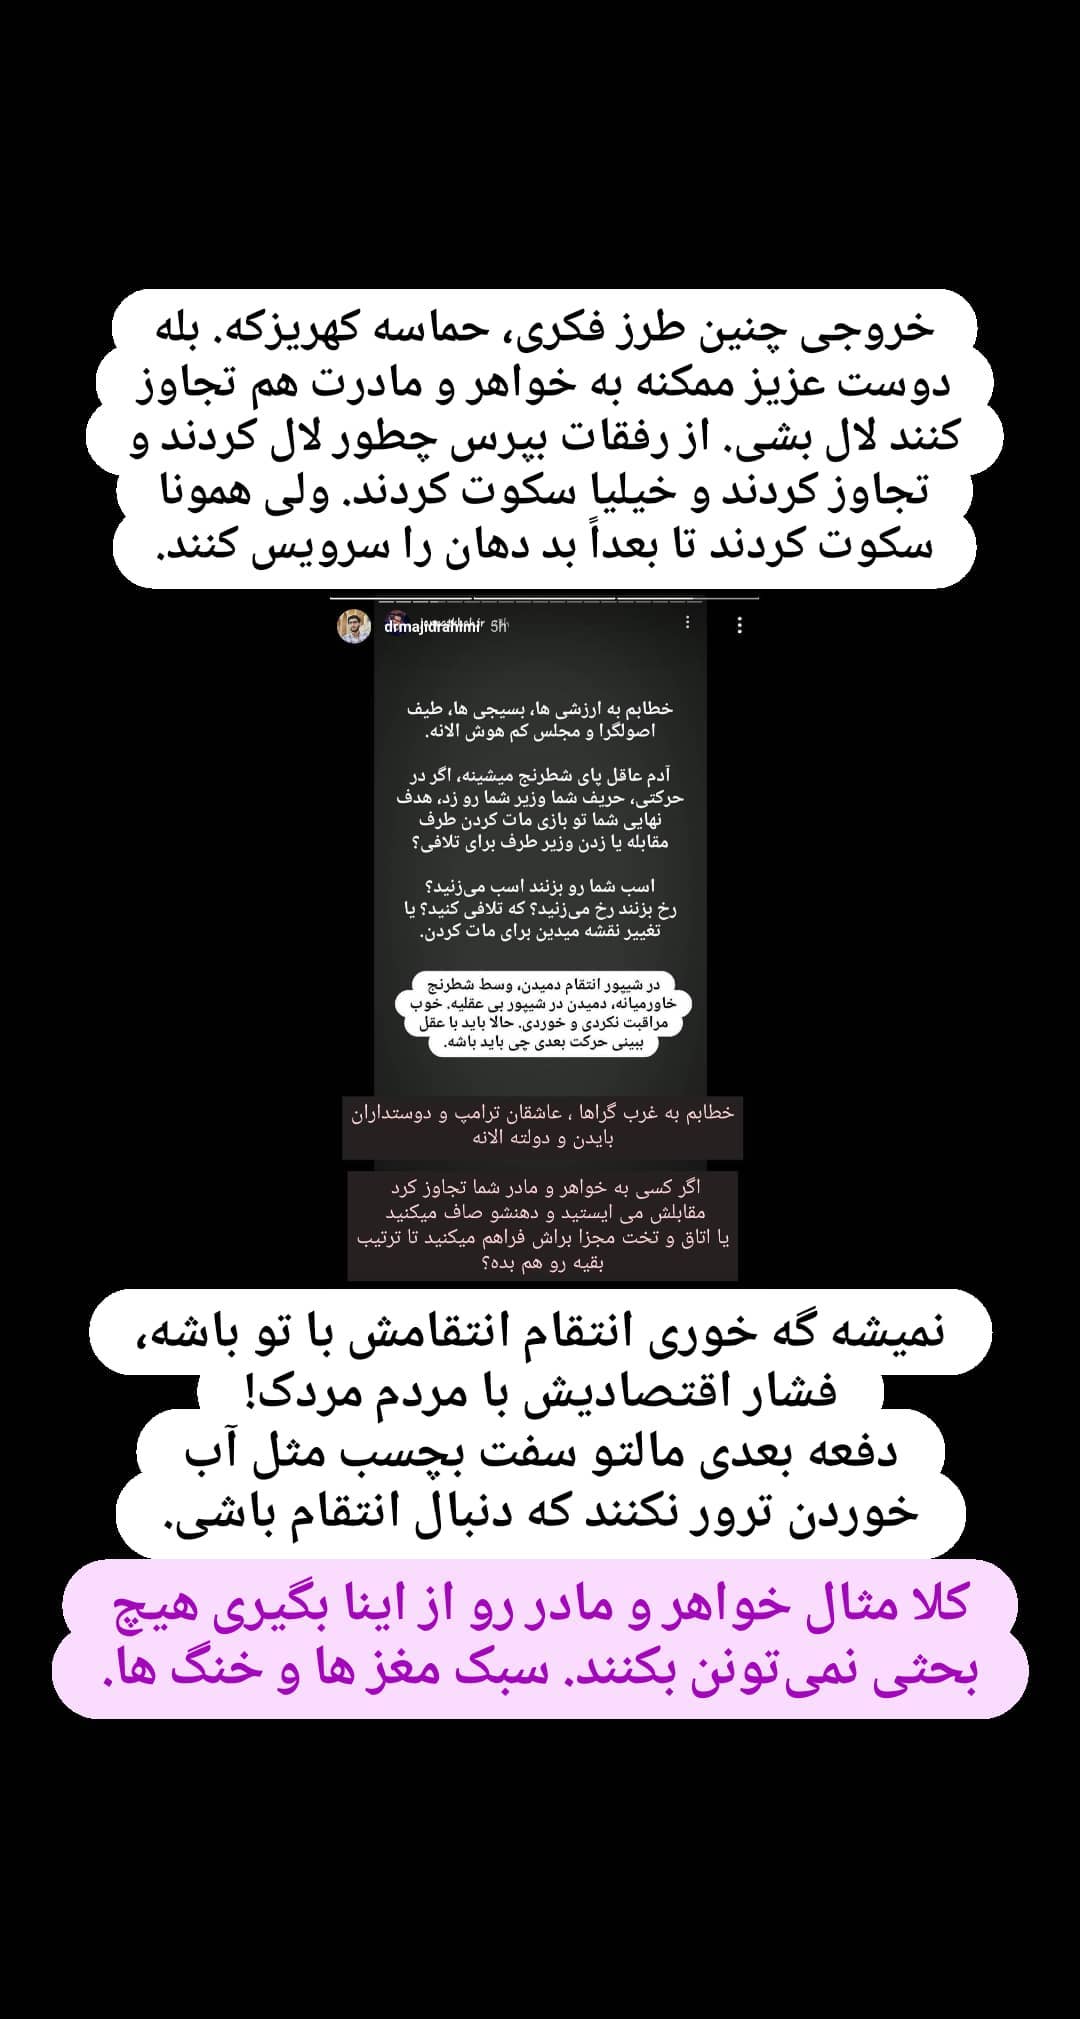 خروجی چنین طرز فکری، حماسه کهریزکه. بله
دوست عزیز ممکنه به خواهر و مادرت هم تجاوز
کنند لال بشی. از رفقات بپرس چطور لال کردند و
تجاوز کردند و خیلیا سکوت کردند. ولی همونا
سکوت کردند تا بعداً بد دهان را سرویس کنند.
drmajidrahimi 5h
خطابم به ارزشی ها، بسیجی ها، طیف
اصولگرا و مجلس کم هوش الانه.
آدم عاقل پای شطرنج میشینه، اگر در
حرکتی، حریف شما وزیر شما رو زد، هدف
نهایی شما تو بازی مات کردن طرف
مقابله یا زدن وزیر طرف برای تلافی؟
اسب شما رو بزنند اسب می‌زنید؟
رخ بزنند رخ می‌زنید؟ که تلافی کنید؟ یا
تغییر نقشه میدین برای مات کردن.
در شیپور انتقام دمیدن، وسط شطرنج
خاورمیانه، دمیدن در شیپور بی عقلیه. خوب
مراقبت نکردی و خوردی. حالا باید با عقل
ببینی حرکت بعدی چی باید باشه.
خطابم به غرب گراها ، عاشقان ترامپ و دوستداران
بایدن و دولته الانه
اگر کسی به خواهر و مادر شما تجاوز کرد
مقابلش می ایستید و دهنشو صاف میکنید
یا اتاق و تخت مجزا براش فراهم میکنید تا ترتیب
بقیه رو هم بده؟
نمیشه گه خوری انتقام انتقامش با تو باشه،
فشار اقتصادیش با مردم مردک!
دفعه بعدی مالتو سفت بچسب مثل آب
خوردن ترور نکنند که دنبال انتقام باشی.
کلا مثال خواهر و مادر رو از اینا بگیری هیچ
بحثی نمی‌تونن بکنند. سبک مغز ها و خنگ ها.